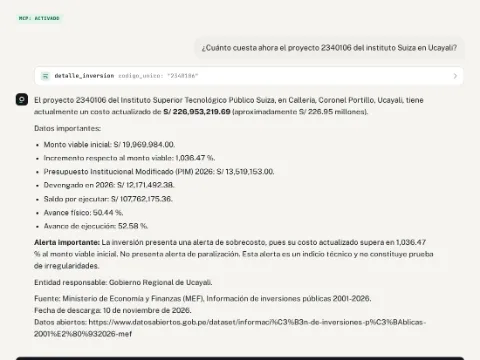 MCP: ACTIVADO
¿Cuánto cuesta ahora el proyecto 2340106 del instituto Suiza en Ucayali?
detalle_inversion codigo_unico: "2340106"
El proyecto 2340106 del Instituto Superior Tecnológico Público Suiza, en Callería, Coronel Portillo, Ucayali, tiene
actualmente un costo actualizado de S/ 226,953,219.69 (aproximadamente S/ 226.95 millones).
Datos importantes:
• Monto viable inicial: S/ 19,969,984.00.
• Incremento respecto al monto viable: 1,036.47 %.
• Presupuesto Institucional Modificado (PIM) 2026: S/ 13,519,153.00.
• Devengado en 2026: S/ 12,171,492.38.
• Saldo por ejecutar: S/ 107,762,175.36.
• Avance físico: 50.44 %.
• Avance de ejecución: 52.58 %.
Alerta importante: La inversión presenta una alerta de sobrecosto, pues su costo actualizado supera en 1,036.47
% al monto viable inicial. No presenta alerta de paralización. Esta alerta es un indicio técnico y no constituye prueba
de irregularidades.
Entidad responsable: Gobierno Regional de Ucayali.
Fuente: Ministerio de Economía y Finanzas (MEF), Información de inversiones públicas 2001-2026.
Fecha de descarga: 10 de noviembre de 2026.
Datos abiertos: https://www.datosabiertos.gob.pe/dataset/informaci%C3%B3n-de-inversiones-p%C3%BAblicas-
2001%E2%80%932026-mef